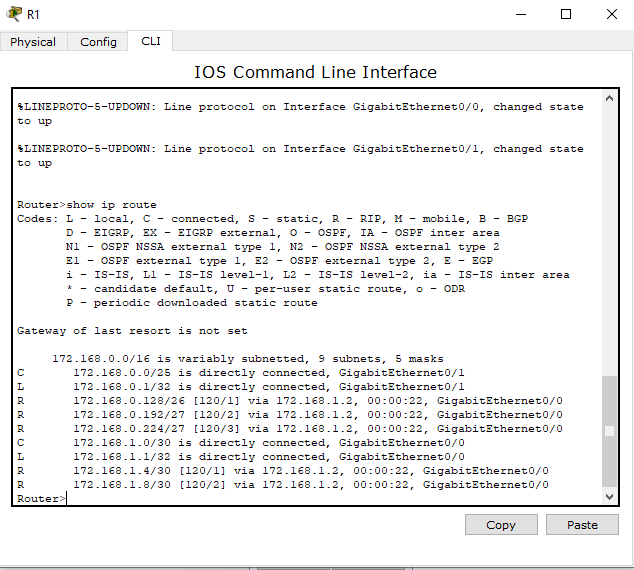 R1
Physical Config CLI
IOS Command Line Interface
%LINEPROTO-5-UPDOWN: Line protocol on Interface GigabitEthernet0/0, changed state
to up
%LINEPROTO-5-UPDOWN: Line protocol on Interface GigabitEthernet0/1, changed state
to up
Router>show ip route
Codes: L - local, C - connected, S - static, R - RIP, M - mobile, B - BGP
D - EIGRP, EX - EIGRP external, O - OSPF, IA - OSPF inter area
N1 - OSPF NSSA external type 1, N2 - OSPF NSSA external type 2
E1 - OSPF external type 1, E2 - OSPF external type 2, E - EGP
i - IS-IS, L1 - IS-IS level-1, L2 - IS-IS level-2, ia - IS-IS inter area
* - candidate default, U - per-user static route, o - ODR
P - periodic downloaded static route
Gateway of last resort is not set
172.168.0.0/16 is variably subnetted, 9 subnets, 5 masks
C 172.168.0.0/25 is directly connected, GigabitEthernet0/1
L 172.168.0.1/32 is directly connected, GigabitEthernet0/1
R 172.168.0.128/26 [120/1] via 172.168.1.2, 00:00:22, GigabitEthernet0/0
R 172.168.0.192/27 [120/2] via 172.168.1.2, 00:00:22, GigabitEthernet0/0
R 172.168.0.224/27 [120/3] via 172.168.1.2, 00:00:22, GigabitEthernet0/0
C 172.168.1.0/30 is directly connected, GigabitEthernet0/0
L 172.168.1.1/32 is directly connected, GigabitEthernet0/0
R 172.168.1.4/30 [120/1] via 172.168.1.2, 00:00:22, GigabitEthernet0/0
R 172.168.1.8/30 [120/2] via 172.168.1.2, 00:00:22, GigabitEthernet0/0
Router>
Copy Paste